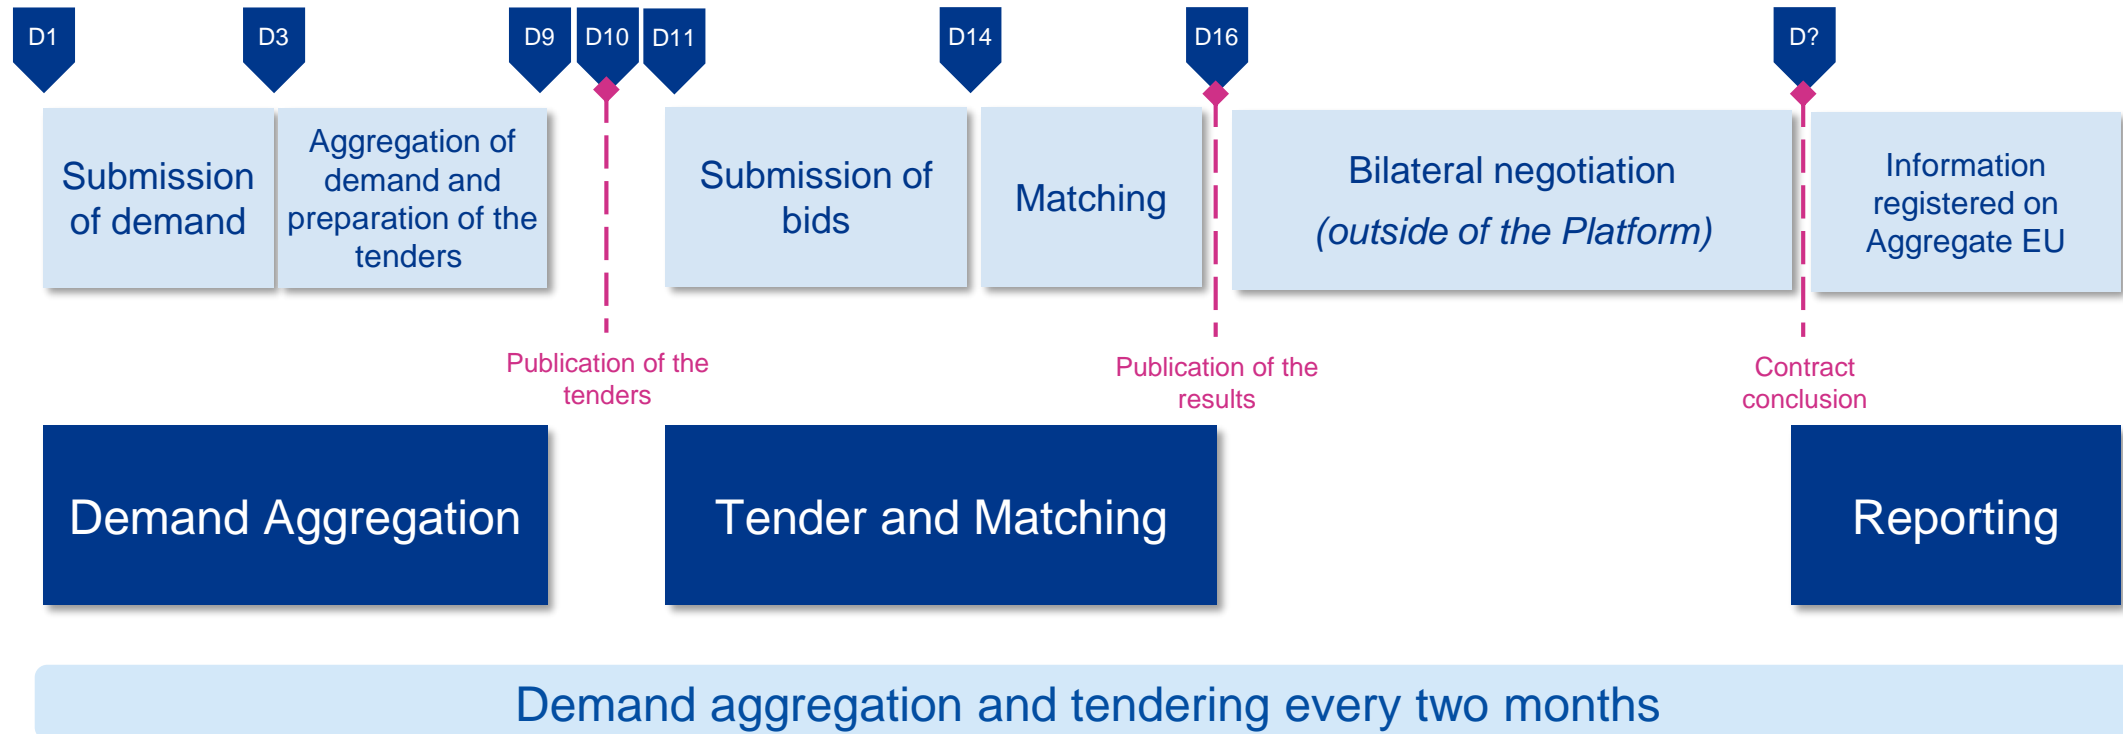 D1
D3
D9
D10
D11
D14
D16
D?
Submission
of demand
Aggregation of
demand and
preparation of the
tenders
Submission of
bids
Matching
Bilateral negotiation
(outside of the Platform)
Information
registered on
Aggregate EU
Publication of the
tenders
Publication of the
results
Contract
conclusion
Demand Aggregation
Tender and Matching
Reporting
Demand aggregation and tendering every two months